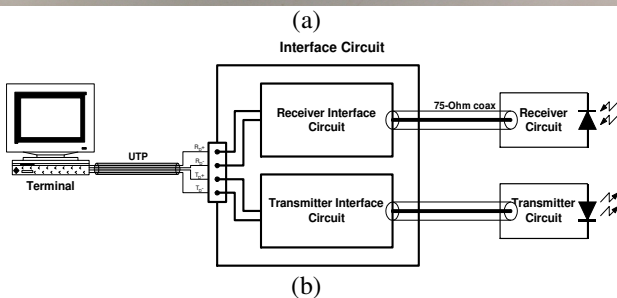 (a)
Interface Circuit
Receiver Interface
Circuit
75-Ohm coax
Receiver
Circuit
UTP
Terminal
Transmitter Interface
Circuit
Transmitter
Circuit
(b)